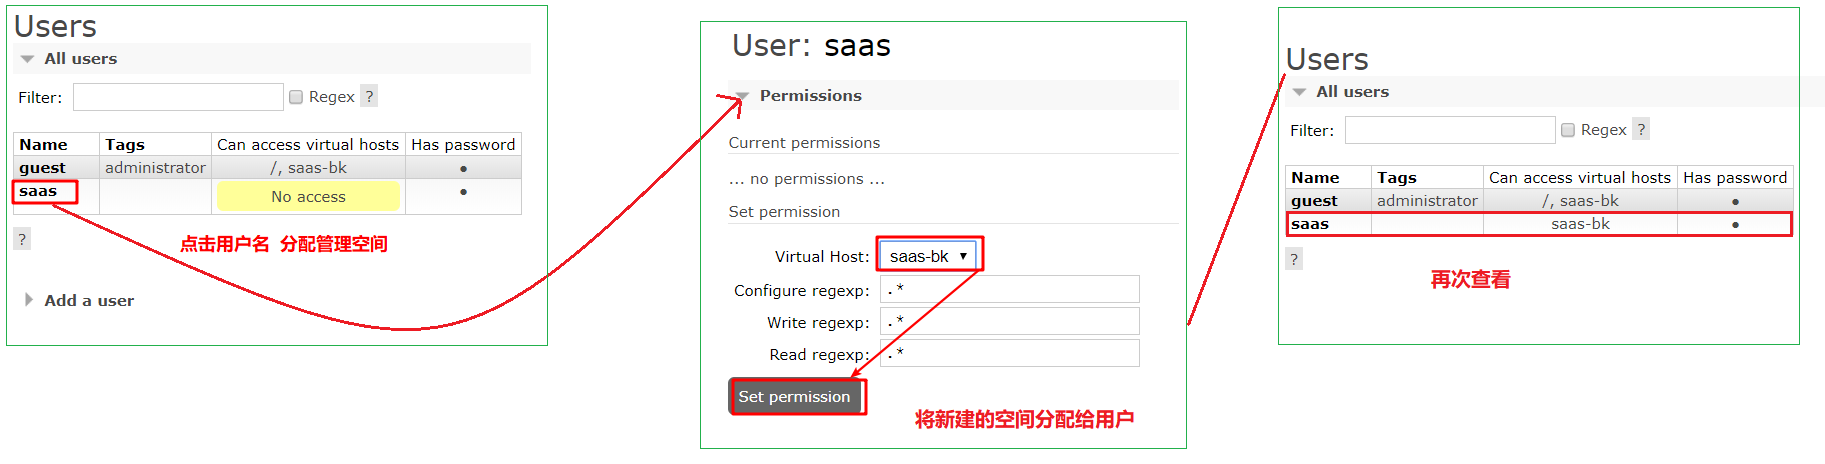 Users
All users
Filter: Regex ?
Name Tags Can access virtual hosts Has password
guest administrator /, saas-bk ●
saas No access ●
?
点击用户名 分配管理空间
Add a user
User: saas
Permissions
Current permissions
... no permissions ...
Set permission
Virtual Host: saas-bk
Configure regexp: .*
Write regexp: .*
Read regexp: .*
Set permission
将新建的空间分配给用户
Users
All users
Filter: Regex ?
Name Tags Can access virtual hosts Has password
guest administrator /, saas-bk ●
saas saas-bk ●
?
再次查看